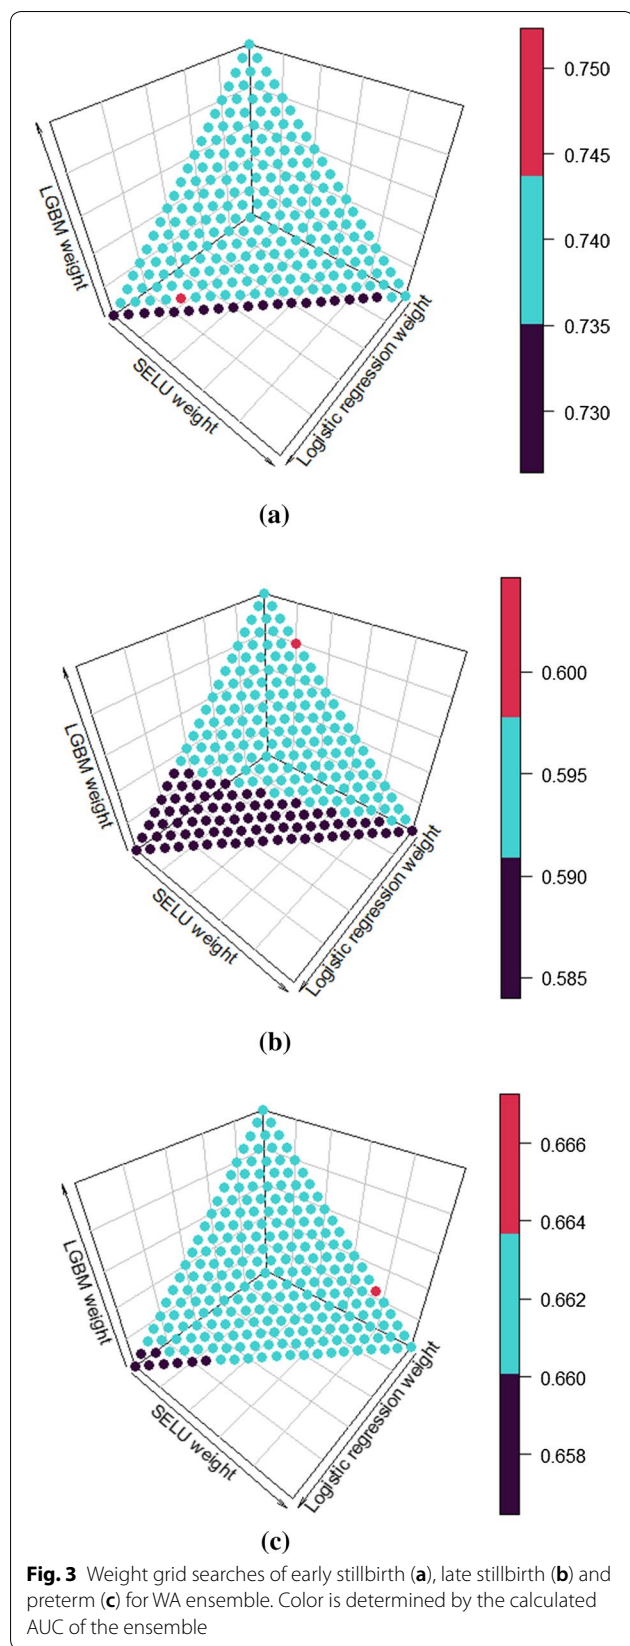 0.750
0.745
0.740
0.735
0.730
LGBM weight
SELU weight
Logistic regression weight
(a)
0.600
0.595
0.590
0.585
LGBM weight
SELU weight
Logistic regression weight
(b)
0.666
0.664
0.662
0.660
0.658
LGBM weight
SELU weight
Logistic regression weight
(c)
Fig. 3 Weight grid searches of early stillbirth (a), late stillbirth (b) and
preterm (c) for WA ensemble. Color is determined by the calculated
AUC of the ensemble